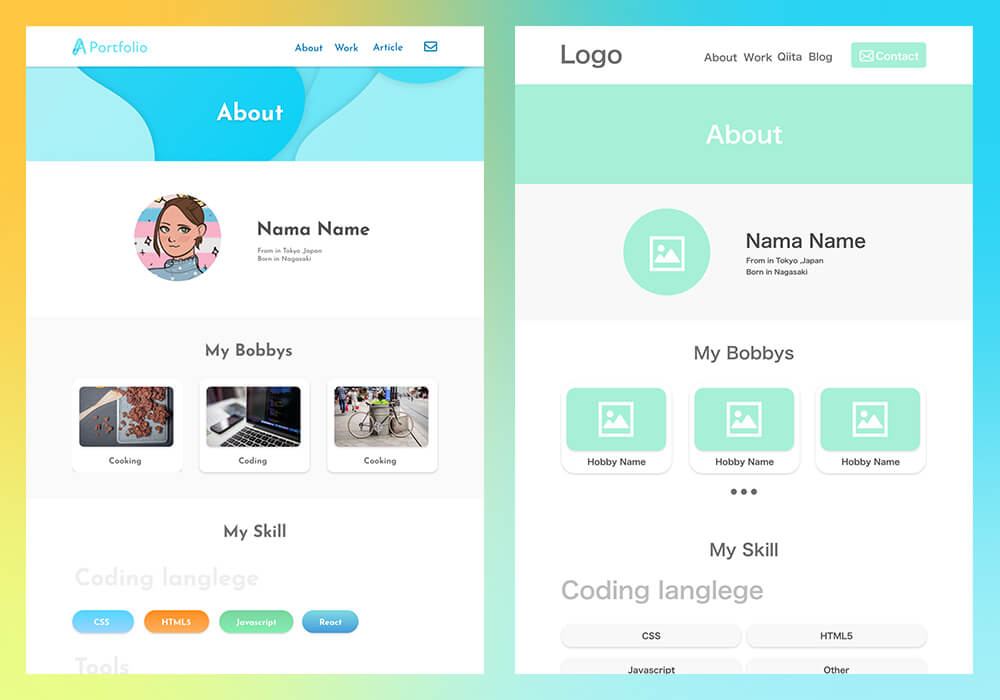 Portfolio
About Work Article
About
Nama Name
From in Tokyo ,Japan
Born in Nagasaki
My Bobbys
Cooking Coding Cooking
My Skill
Coding langlege
CSS HTML5 Javascript React
Tools
Logo
About Work Qiita Blog Contact
About
Nama Name
From in Tokyo ,Japan
Born in Nagasaki
My Bobbys
Hobby Name Hobby Name Hobby Name
My Skill
Coding langlege
CSS HTML5
Javascript Other